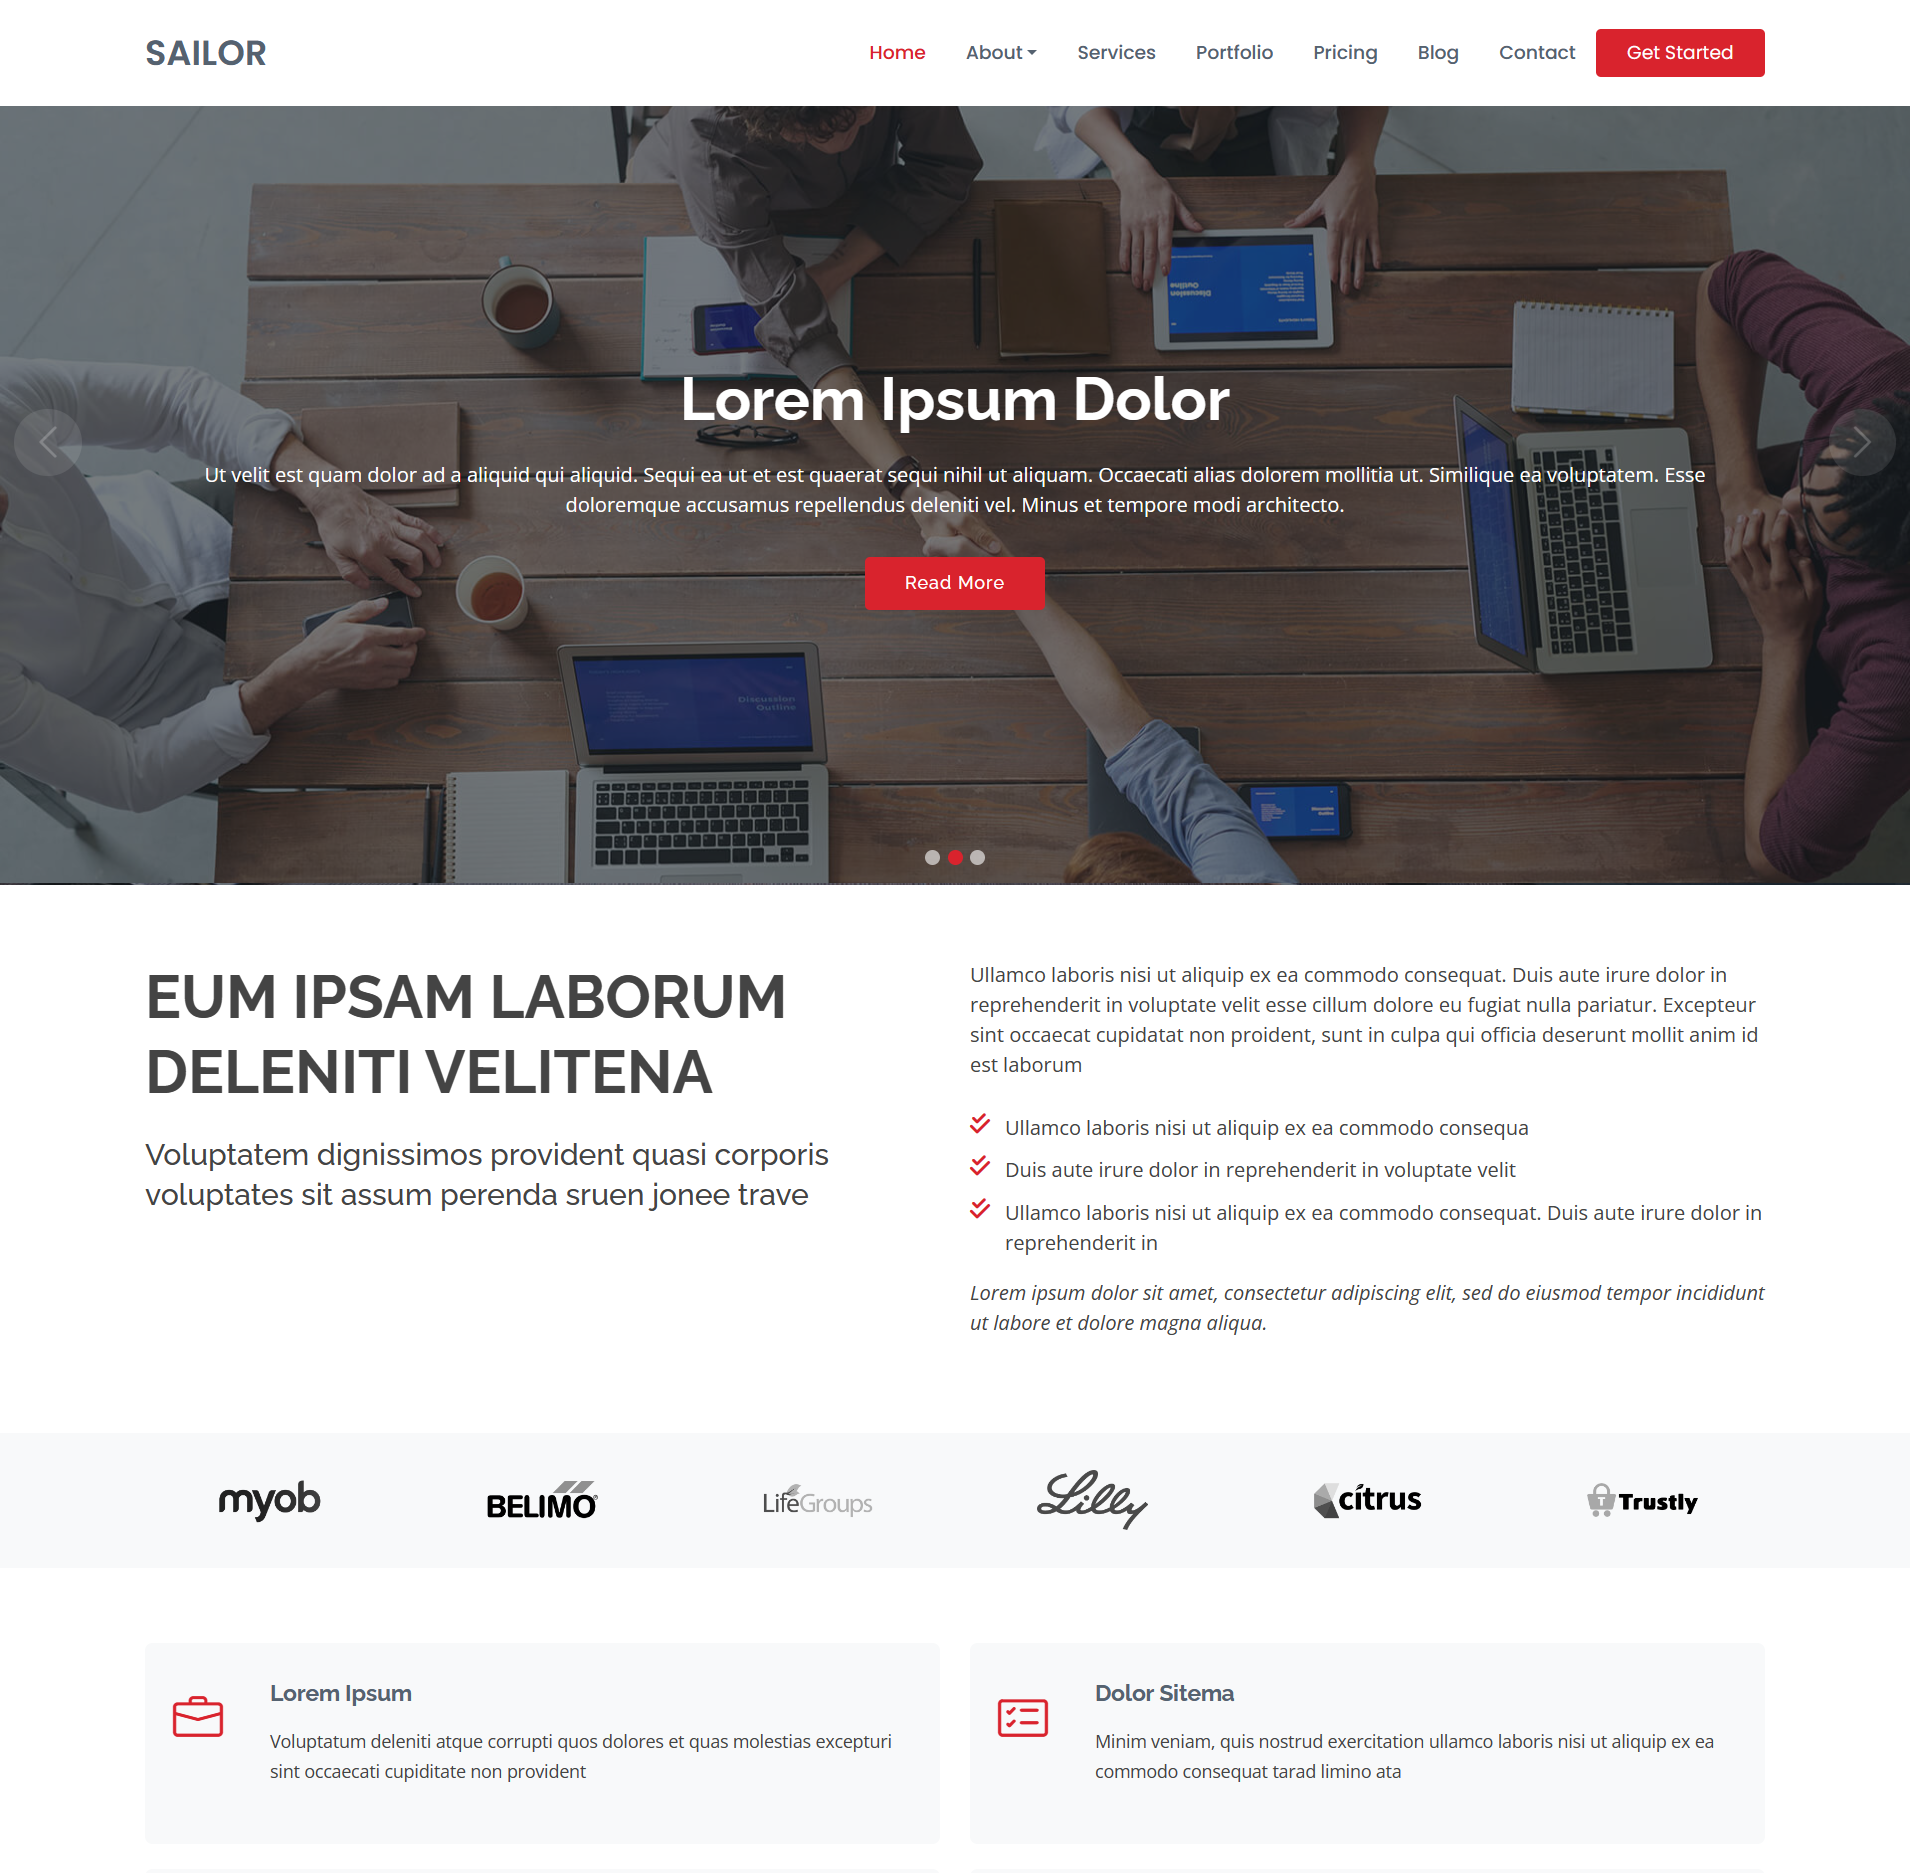 SAILOR
Home About Services Portfolio Pricing Blog Contact Get Started
Discussion
Outline
Lorem Ipsum Dolor
Ut velit est quam dolor ad a aliquid qui aliquid. Sequi ea ut et est quaerat sequi nihil ut aliquam. Occaecati alias dolorem mollitia ut. Similique ea voluptatem. Esse
doloremque accusamus repellendus deleniti vel. Minus et tempore modi architecto.
Read More
Discussion
Outline
EUM IPSAM LABORUM
DELENITI VELITENA
Voluptatem dignissimos provident quasi corporis
voluptates sit assum perenda sruen jonee trave
Ullamco laboris nisi ut aliquip ex ea commodo consequat. Duis aute irure dolor in
reprehenderit in voluptate velit esse cillum dolore eu fugiat nulla pariatur. Excepteur
sint occaecat cupidatat non proident, sunt in culpa qui officia deserunt mollit anim id
est laborum
Ullamco laboris nisi ut aliquip ex ea commodo consequa
Duis aute irure dolor in reprehenderit in voluptate velit
Ullamco laboris nisi ut aliquip ex ea commodo consequat. Duis aute irure dolor in
reprehenderit in
Lorem ipsum dolor sit amet, consectetur adipiscing elit, sed do eiusmod tempor incididunt
ut labore et dolore magna aliqua.
myob BELIMO® LifeGroups Lilly citrus Trustly
Lorem Ipsum
Voluptatum deleniti atque corrupti quos dolores et quas molestias excepturi
sint occaecati cupiditate non provident
Dolor Sitema
Minim veniam, quis nostrud exercitation ullamco laboris nisi ut aliquip ex ea
commodo consequat tarad limino ata